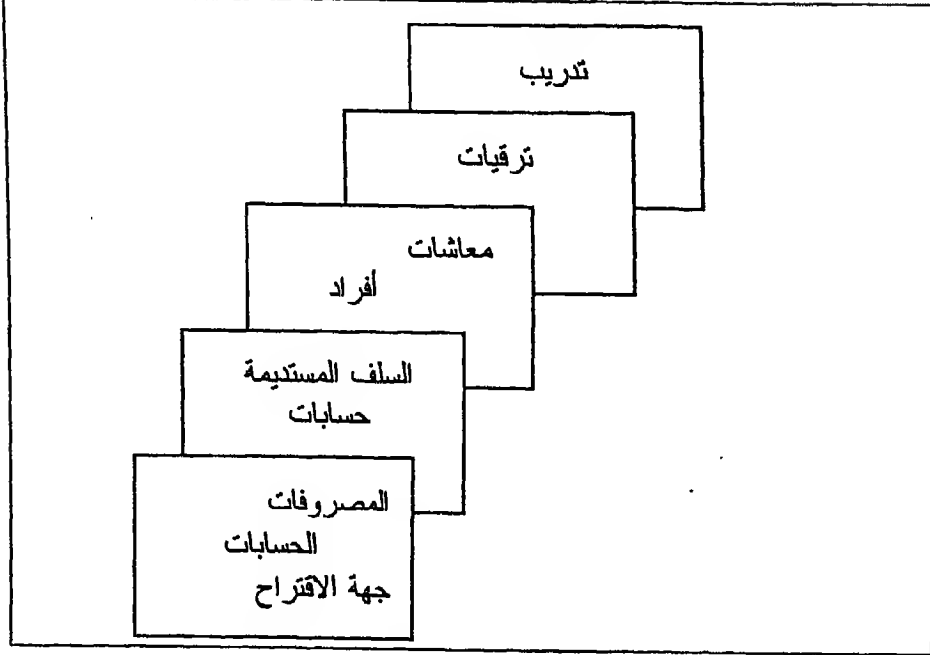 تدريب
ترقيات
معاشات
أفراد
السلف المستديمة
حسابات
المصروفات
الحسابات
جهة الاقتراح